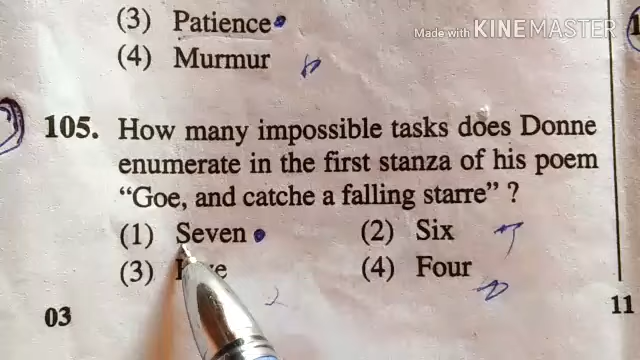 Made with KINEMASTER
(3) Patience
(4) Murmur
105. How many impossible tasks does Donne
enumerate in the first stanza of his poem
“Goe, and catche a falling starre” ?
(1) Seven (2) Six
(3) (4) Four
03 11